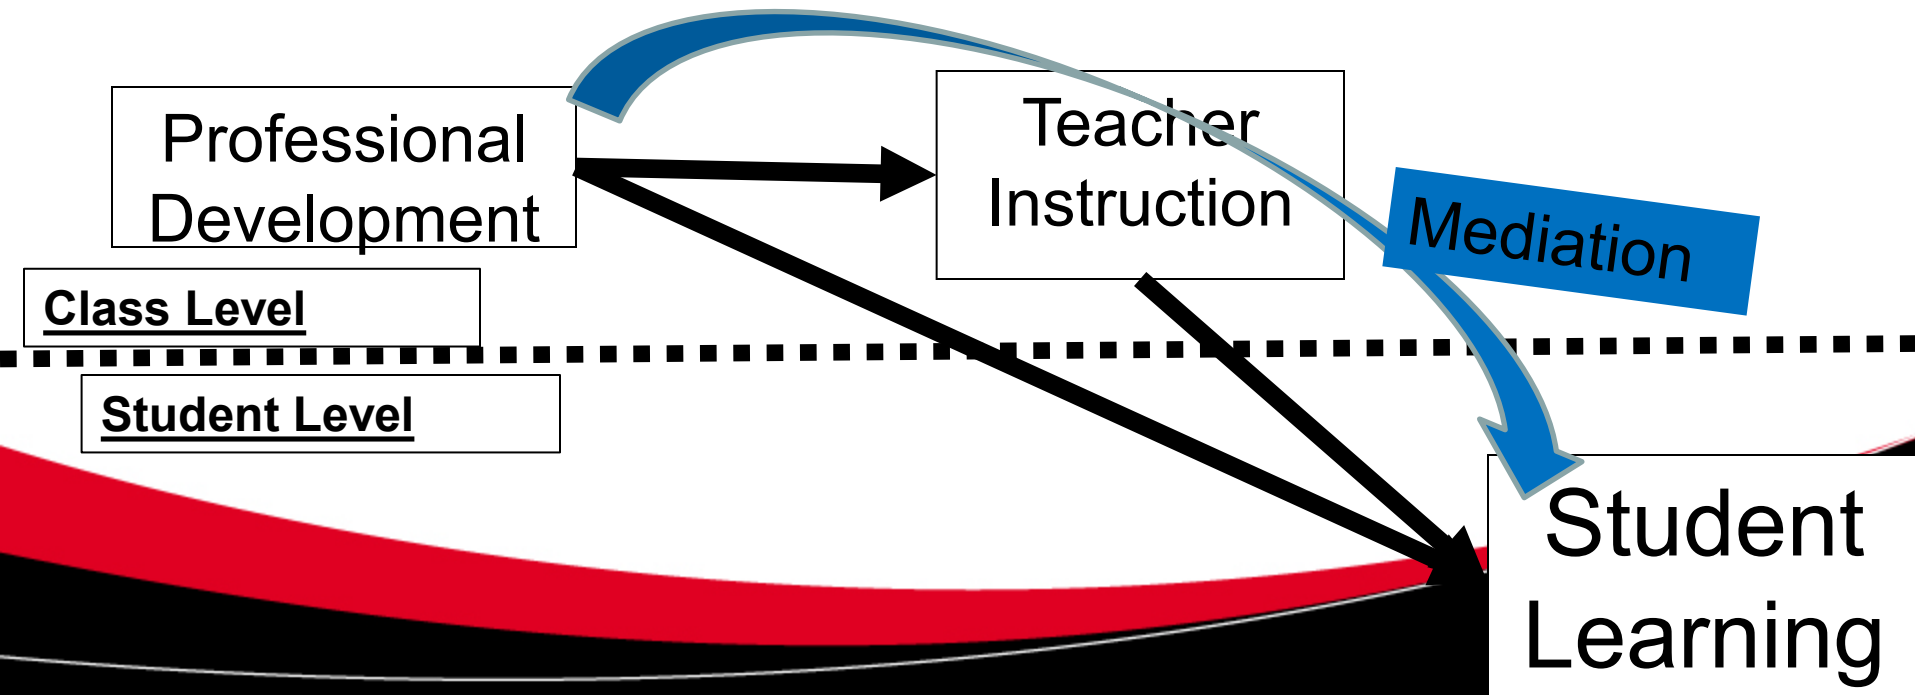 Professional
Development
Teacher
Instruction
Mediation
Class Level
Student Level
Student
Learning